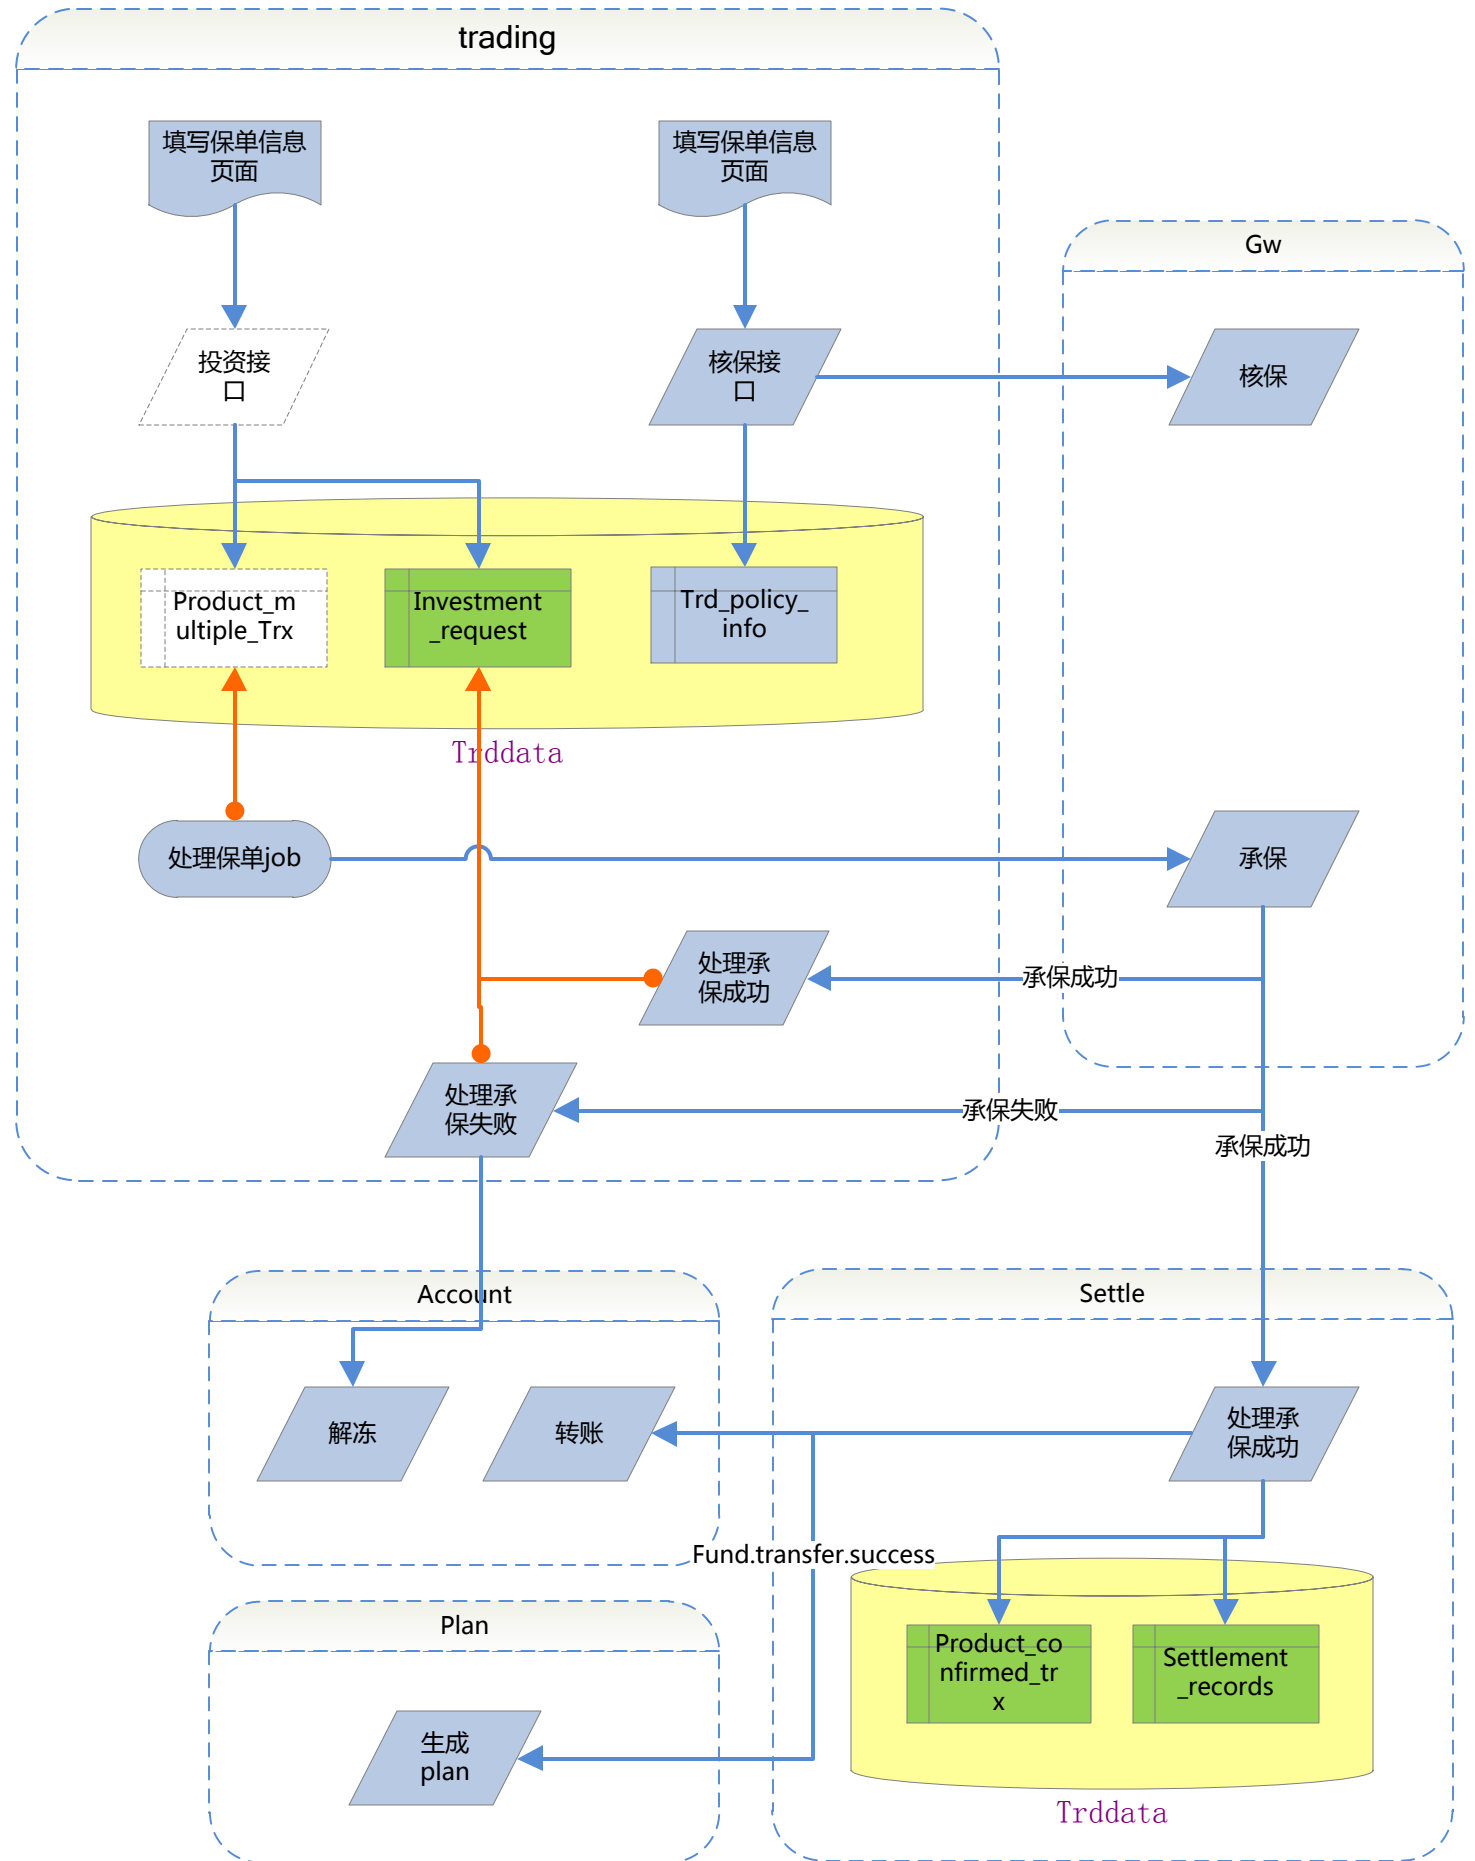 trading
填写保单信息
页面
填写保单信息
页面
Gw
投资接
口
核保接
口
核保
Product_m
ultiple_Trx
Investment
_request
Trd_policy_
info
Trddata
处理保单job
承保
处理承
保成功
承保成功
处理承
保失败
承保失败
承保成功
Account
Settle
解冻
转账
处理承
保成功
Fund.transfer.success
Plan
Product_co
nfirmed_tr
x
Settlement
_records
生成
plan
Trddata